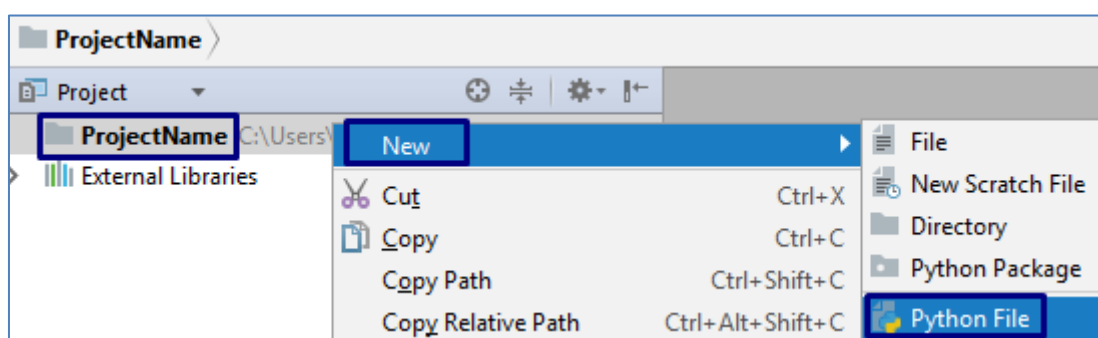 ProjectName
Project
ProjectName C:\Users\
External Libraries
New
Cut Ctrl+X
Copy Ctrl+C
Copy Path Ctrl+Shift+C
Copy Relative Path Ctrl+Alt+Shift+C
File
New Scratch File
Directory
Python Package
Python File